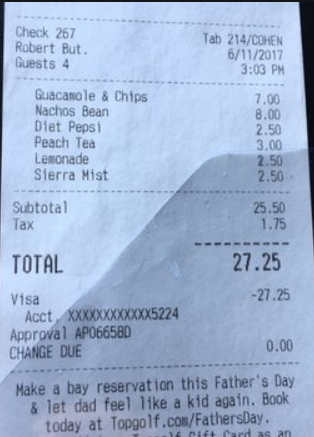 Check 267 Tab 214/COHEN
Robert But. 6/11/2017
Guests 4 3:03 PM
Guacamole & Chips 7.00
Nachos Bean 8.00
Diet Pepsi 2.50
Peach Tea 3.00
Lemonade 2.50
Sierra Mist 2.50
Subtotal 25.50
Tax 1.75
TOTAL 27.25
Visa -27.25
Acct. XXXXXXXXXXXX5224
Approval AP06658D
CHANGE DUE 0.00
Make a bay reservation this Father's Day
& let dad feel like a kid again. Book
today at Topgolf.com/FathersDay.
Topgolf Gift Card as an